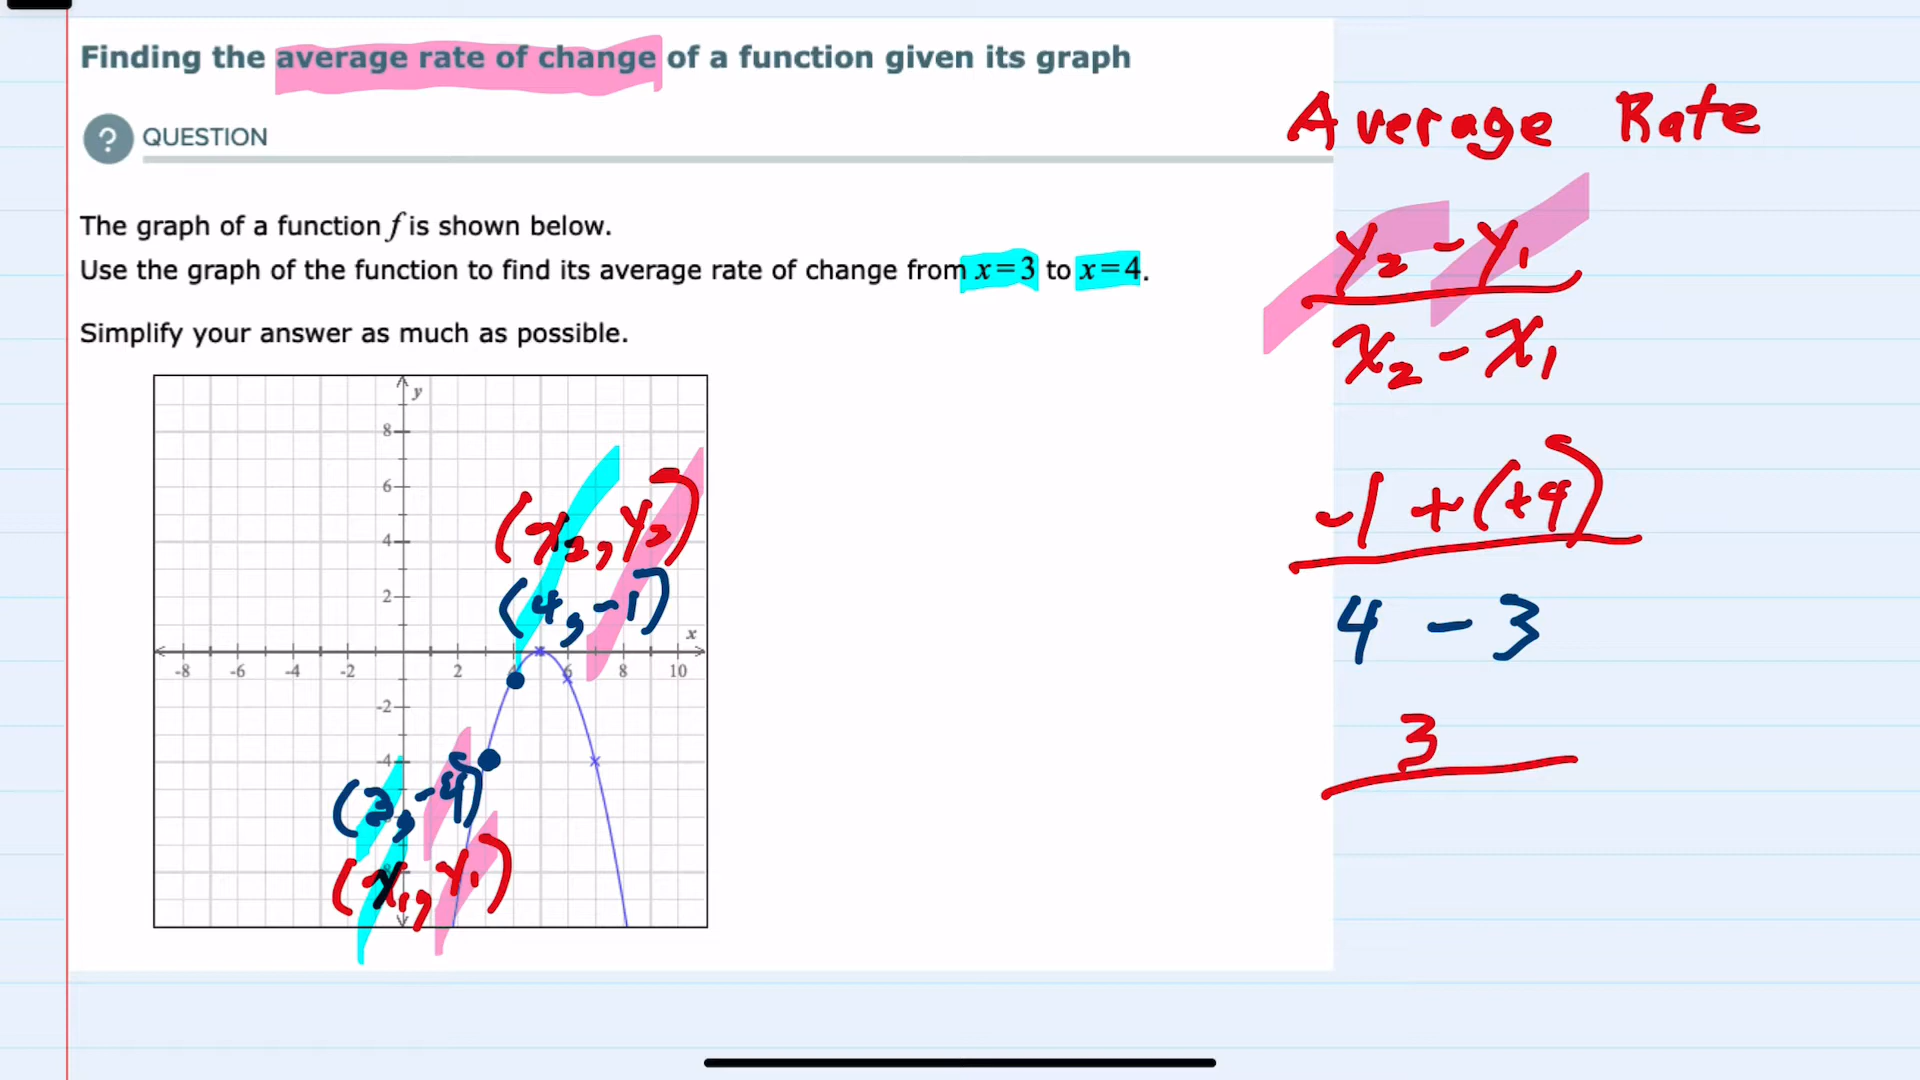 Finding the average rate of change of a function given its graph
? QUESTION
The graph of a function f is shown below.
Use the graph of the function to find its average rate of change from x=3 to x=4.
Simplify your answer as much as possible.
y
8
6
4
2
x
-8 -6 -4 -2 2 4 6 8 10
-2
-4
(x₂, y₂)
(4, -1)
(3, -4)
(x₁, y₁)
Average Rate
y₂ - y₁
x₂ - x₁
-1 + (+4)
4 - 3
3